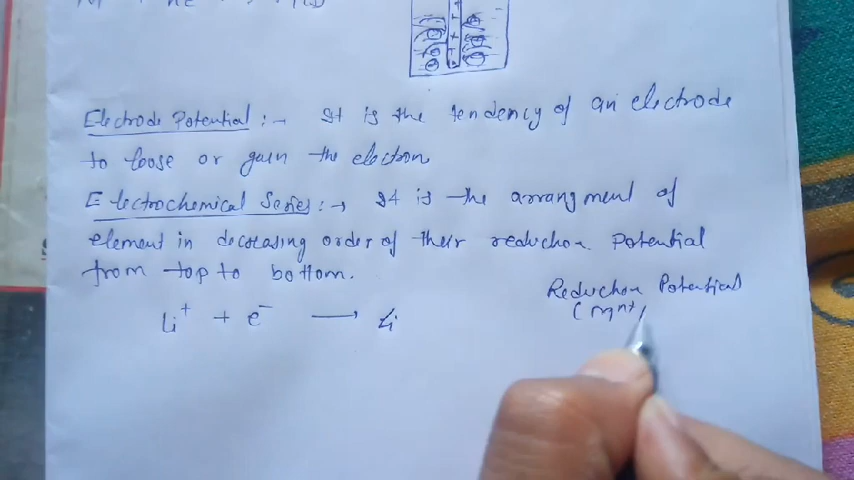 Electrode Potential :- It is the tendency of an electrode
to loose or gain the electron
Electrochemical Series :- It is the arrangment of
element in decreasing order of their reduction Potential
from top to bottom.
Reduction Potential
(Mⁿ⁺/
Li⁺ + e⁻ ⟶ Li